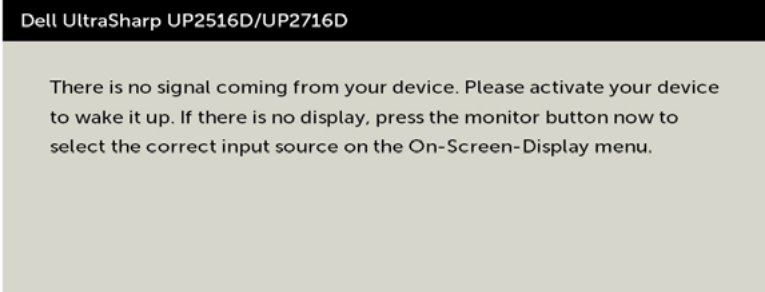 Dell UltraSharp UP2516D/UP2716D
There is no signal coming from your device. Please activate your device
to wake it up. If there is no display, press the monitor button now to
select the correct input source on the On-Screen-Display menu.